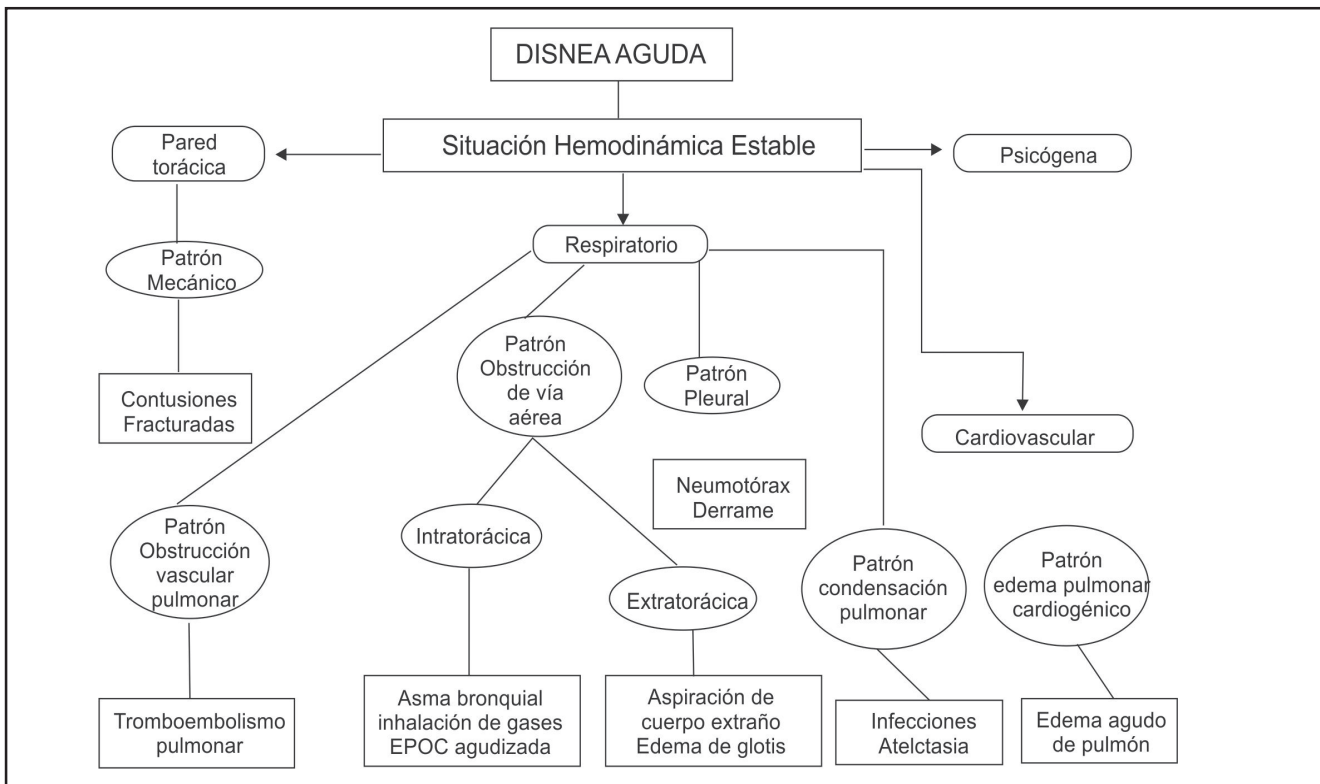 DISNEA AGUDA
Situación Hemodinámica Estable
Pared
torácica
Psicógena
Respiratorio
Patrón
Mecánico
Contusiones
Fracturadas
Patrón
Obstrucción
de vía
aérea
Patrón
Pleural
Cardiovascular
Neumotórax
Derrame
Patrón
Obstrucción
vascular
pulmonar
Intratorácica
Extratorácica
Patrón
condensación
pulmonar
Patrón
edema pulmonar
cardiogénico
Tromboembolismo
pulmonar
Asma bronquial
inhalación de gases
EPOC agudizada
Aspiración de
cuerpo extraño
Edema de glotis
Infecciones
Atelctasia
Edema agudo
de pulmón